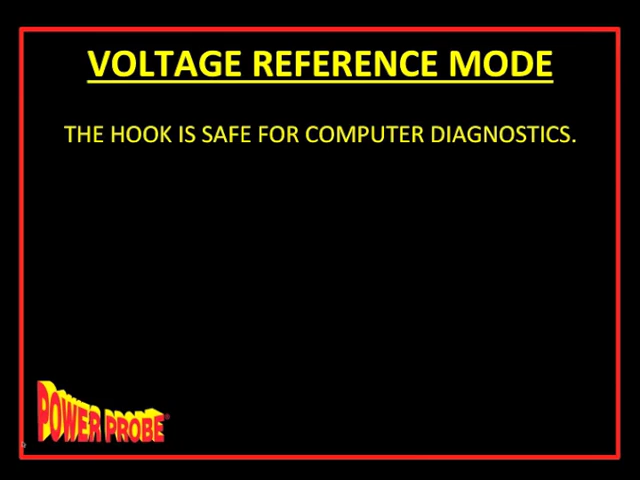 VOLTAGE REFERENCE MODE
THE HOOK IS SAFE FOR COMPUTER DIAGNOSTICS.
POWER PROBE